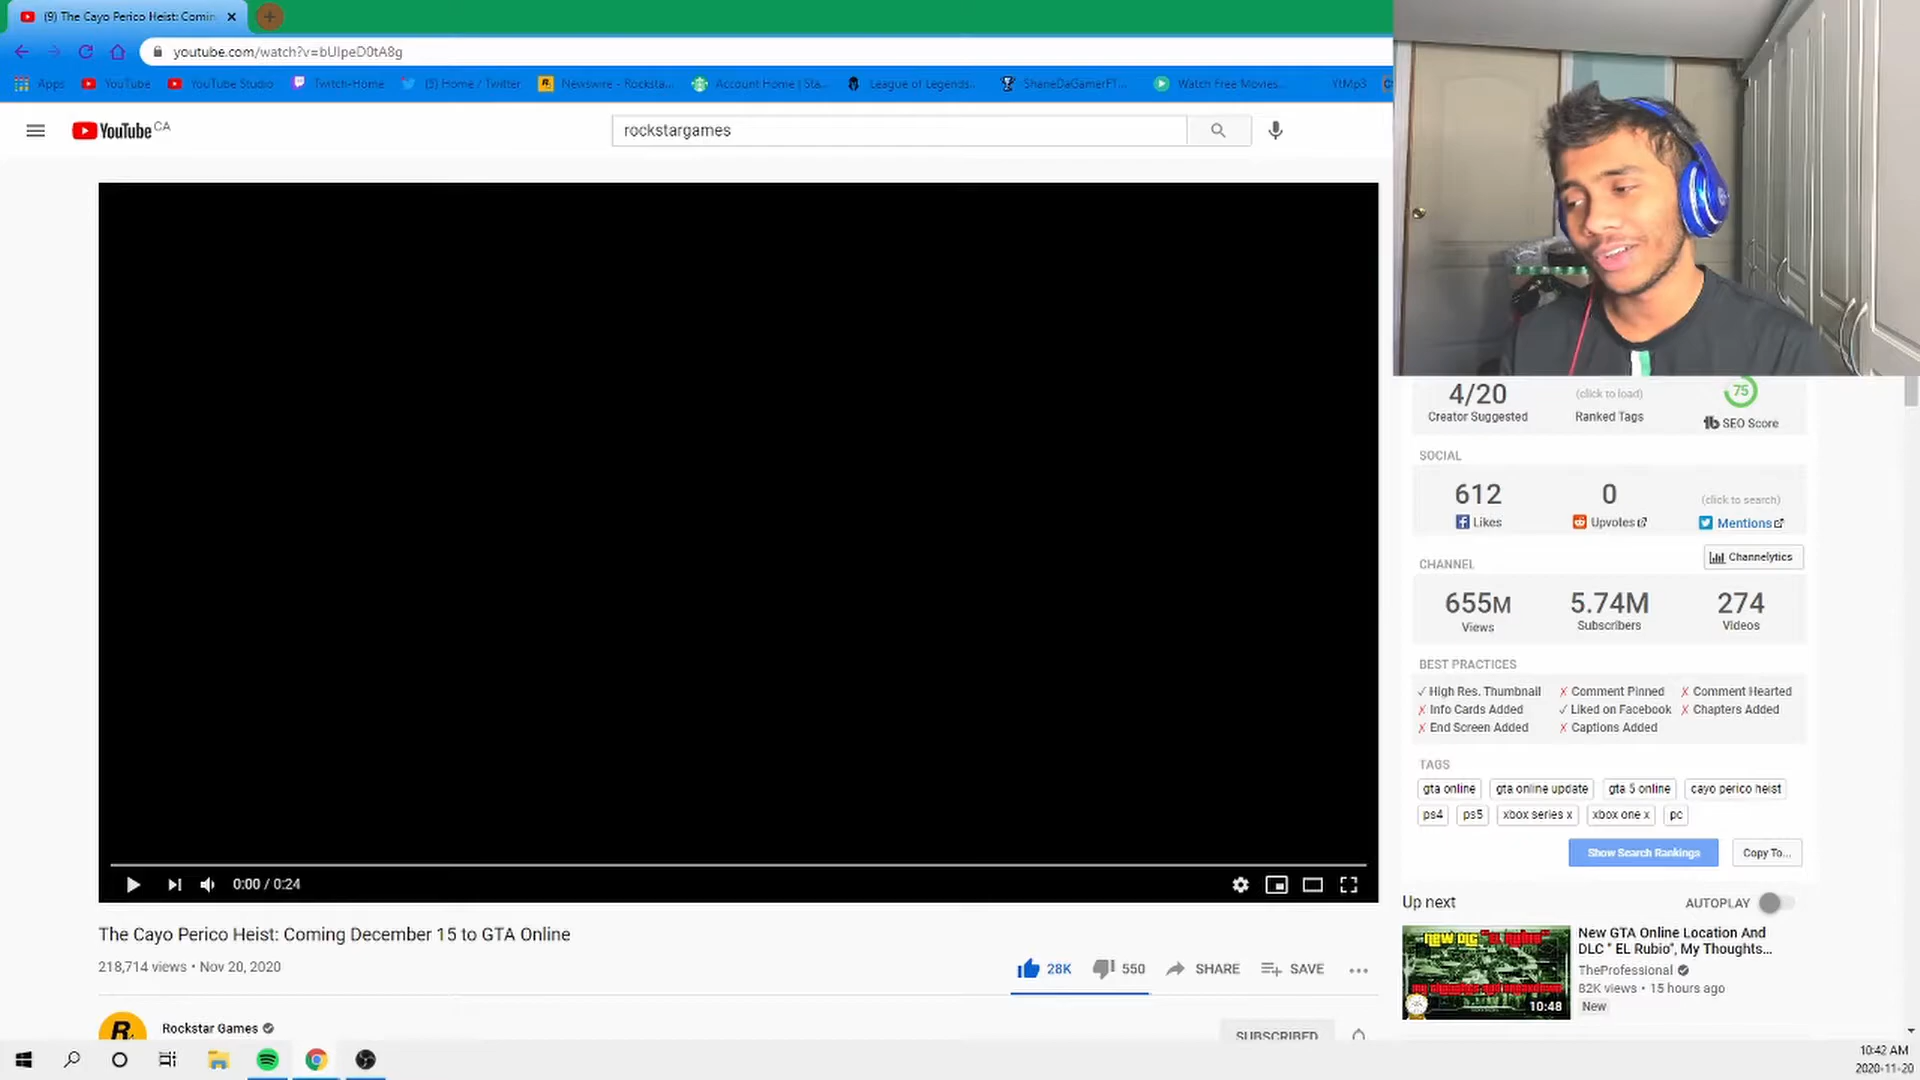 (9) The Cayo Perico Heist: Comin
youtube.com/watch?v=bUIpeD0tA8g
Apps YouTube YouTube Studio Twitch-Home (5) Home / Twitter Newswire - Rocksta... Account Home | Sta... League of Legends... ShaneDaGamerF1... Watch Free Movies... YtMp3
YouTube CA
rockstargames
4/20 (click to load) 75
Creator Suggested Ranked Tags tb SEO Score
SOCIAL
612 0 (click to search)
Likes Upvotes Mentions
CHANNEL Channelytics
655M 5.74M 274
Views Subscribers Videos
BEST PRACTICES
✓ High Res. Thumbnail ✗ Comment Pinned ✗ Comment Hearted
✗ Info Cards Added ✓ Liked on Facebook ✗ Chapters Added
✗ End Screen Added ✗ Captions Added
TAGS
gta online gta online update gta 5 online cayo perico heist
ps4 ps5 xbox series x xbox one x pc
Show Search Rankings Copy To...
0:00 / 0:24
The Cayo Perico Heist: Coming December 15 to GTA Online
218,714 views • Nov 20, 2020
28K 550 SHARE SAVE
Rockstar Games
SUBSCRIBED
Up next AUTOPLAY
NEW DLC "EL RUBIO"
10:48
New GTA Online Location And
DLC " EL Rubio", My Thoughts...
TheProfessional
82K views • 15 hours ago
New
10:42 AM
2020-11-20